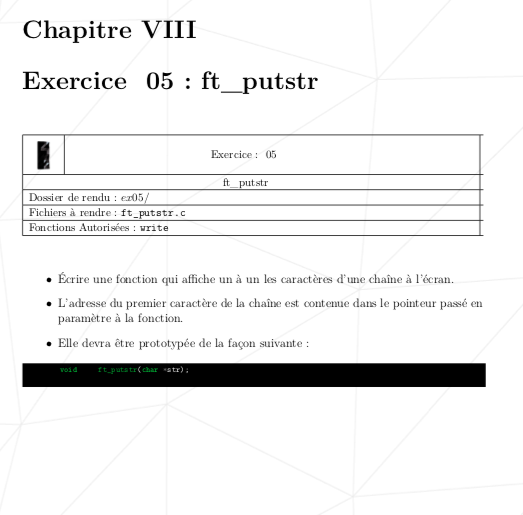 Chapitre VIII
Exercice 05 : ft_putstr
Exercice : 05
ft_putstr
Dossier de rendu : ex05/
Fichiers à rendre : ft_putstr.c
Fonctions Autorisées : write
• Écrire une fonction qui affiche un à un les caractères d'une chaîne à l'écran.
• L'adresse du premier caractère de la chaîne est contenue dans le pointeur passé en
paramètre à la fonction.
• Elle devra être prototypée de la façon suivante :
void ft_putstr(char *str);